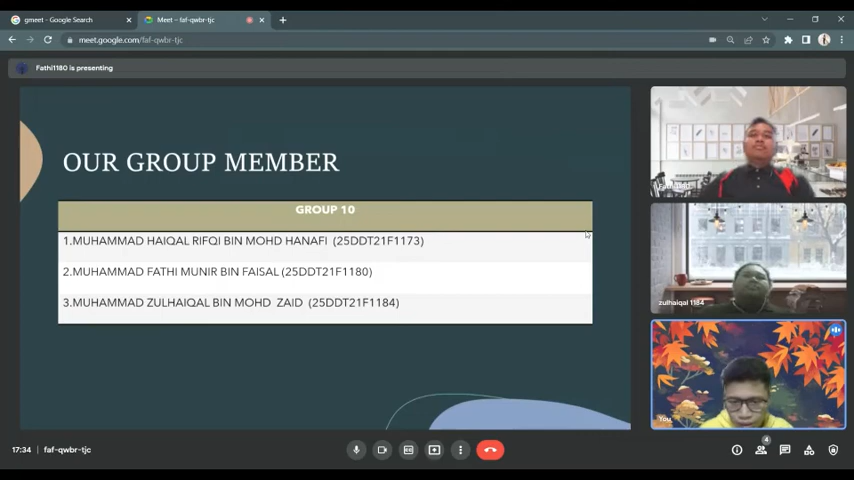 gmeet - Google Search
Meet – faf-qwbr-tjc
meet.google.com/faf-qwbr-tjc
Fathi1180 is presenting
OUR GROUP MEMBER
GROUP 10
1.MUHAMMAD HAIQAL RIFQI BIN MOHD HANAFI (25DDT21F1173)
2.MUHAMMAD FATHI MUNIR BIN FAISAL (25DDT21F1180)
3.MUHAMMAD ZULHAIQAL BIN MOHD ZAID (25DDT21F1184)
zulhaiqal 1184
You
17:34 | faf-qwbr-tjc
4